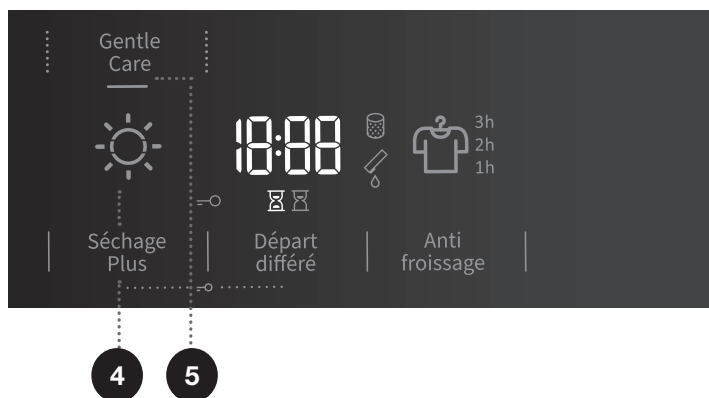 Gentle
Care
18:88
3h
2h
1h
Séchage
Plus
Départ
différé
Anti
froissage
4
5